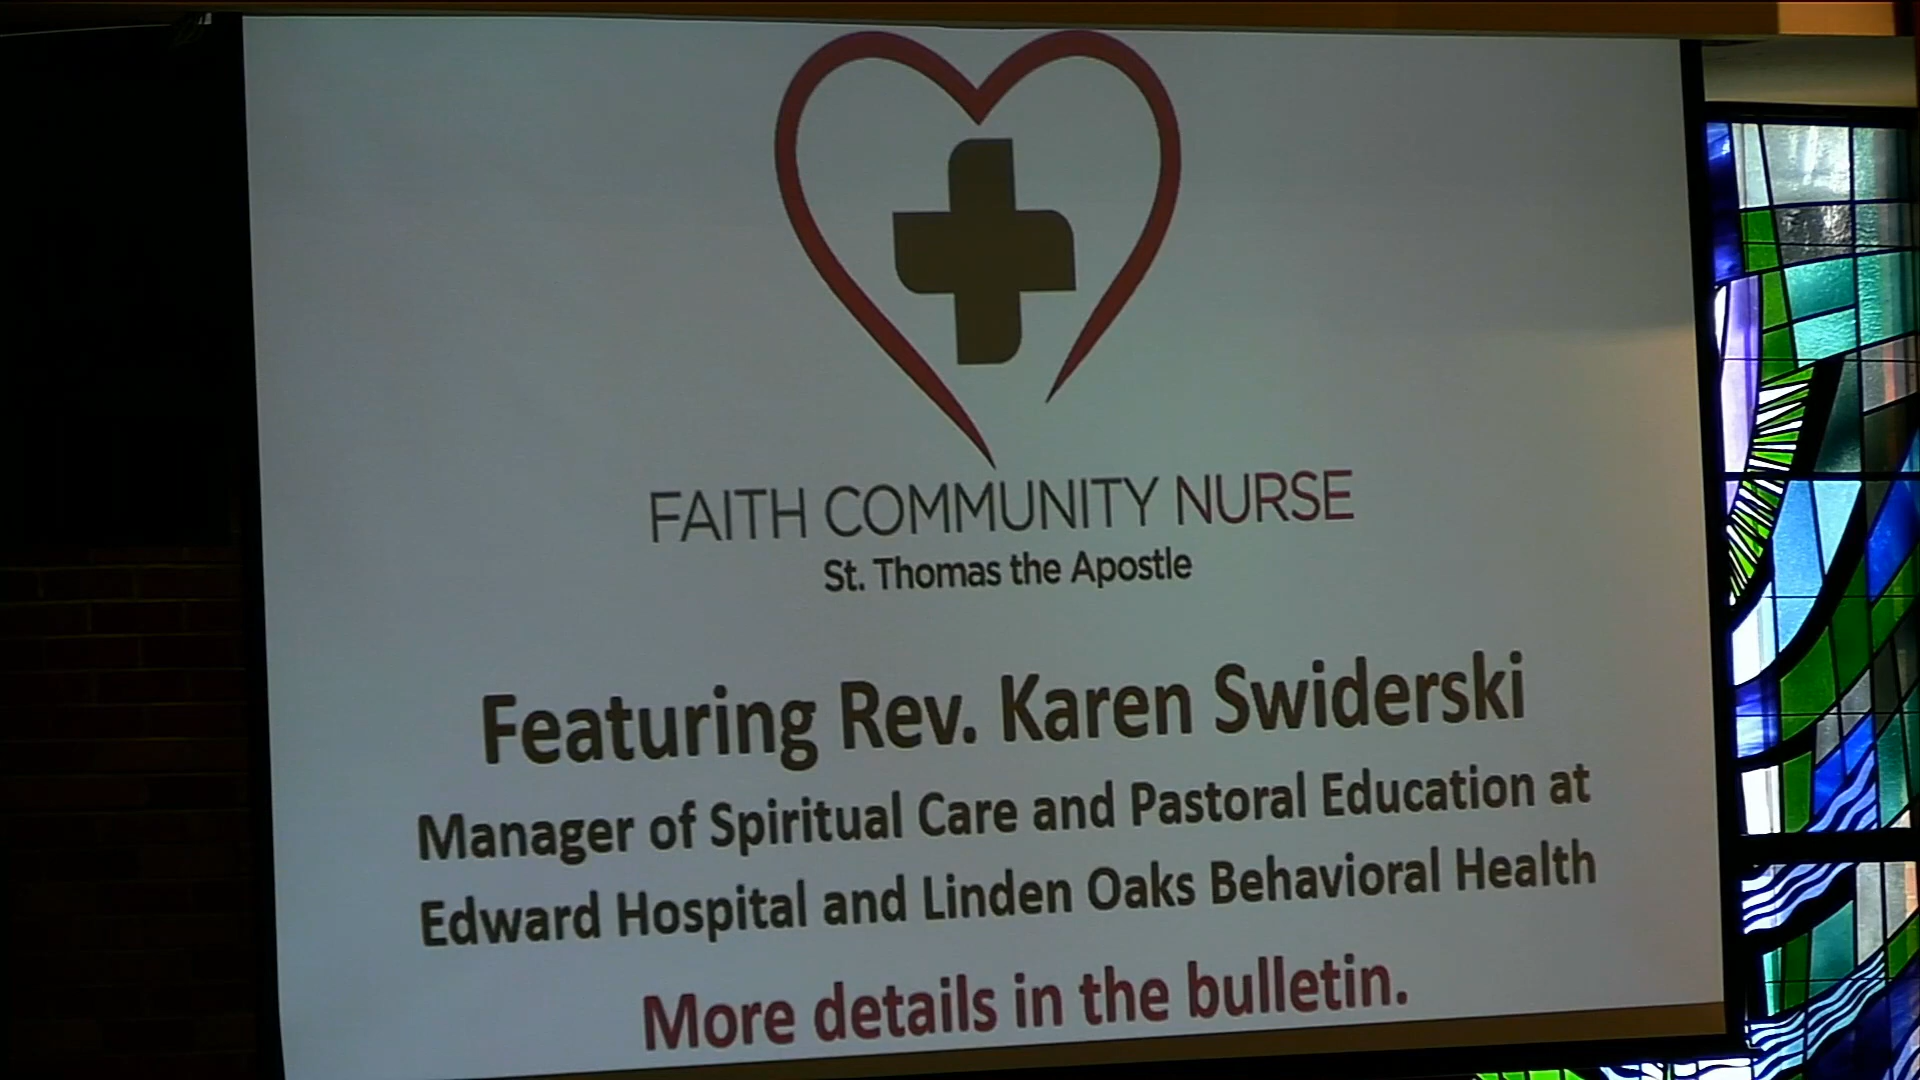 FAITH COMMUNITY NURSE
St. Thomas the Apostle
Featuring Rev. Karen Swiderski
Manager of Spiritual Care and Pastoral Education at
Edward Hospital and Linden Oaks Behavioral Health
More details in the bulletin.